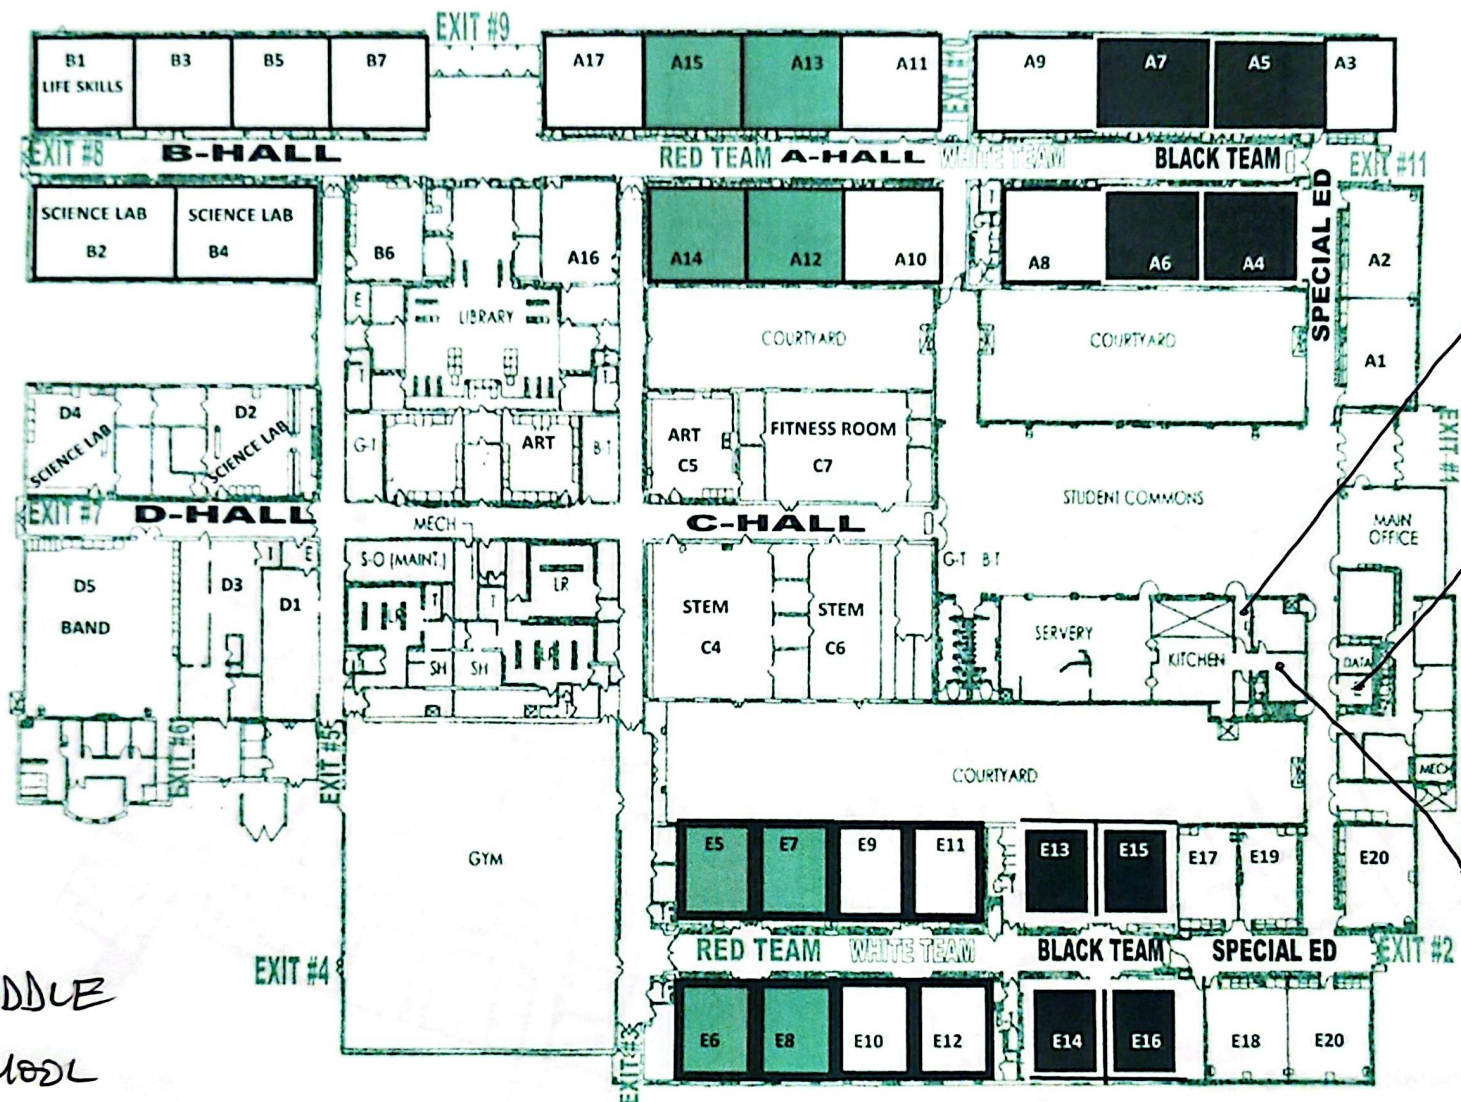 EXIT #9
B1 B3 B5 B7 A17 A15 A13 A11 EXIT #10 A9 A7 A5 A3
LIFE SKILLS
EXIT #8 B-HALL RED TEAM A-HALL WHITE TEAM BLACK TEAM EXIT #11
SPECIAL ED
SCIENCE LAB SCIENCE LAB
B2 B4 B6 A16 A14 A12 A10 A8 A6 A4 A2
E
LIBRARY COURTYARD COURTYARD
A1
T T
D4 D2
SCIENCE LAB SCIENCE LAB
G-T ART B-T
ART FITNESS ROOM
C5 C7
STUDENT COMMONS
EXIT #7 D-HALL MECH C-HALL
MAIN
OFFICE
D5 D3 T E D1
BAND
S-O (MAINT.) LR
G-T B-T
LR T T
STEM STEM
C4 C6
SERVERY
KITCHEN
DATA
SH SH
EXIT #6 EXIT #5
COURTYARD
MECH
GYM
E5 E7 E9 E11 G-T E13 E15 E17 E19 E20
EXIT #4
RED TEAM WHITE TEAM BLACK TEAM SPECIAL ED EXIT #2
EXIT #3
E6 E8 E10 E12 E14 E16 E18 E20
DDLE